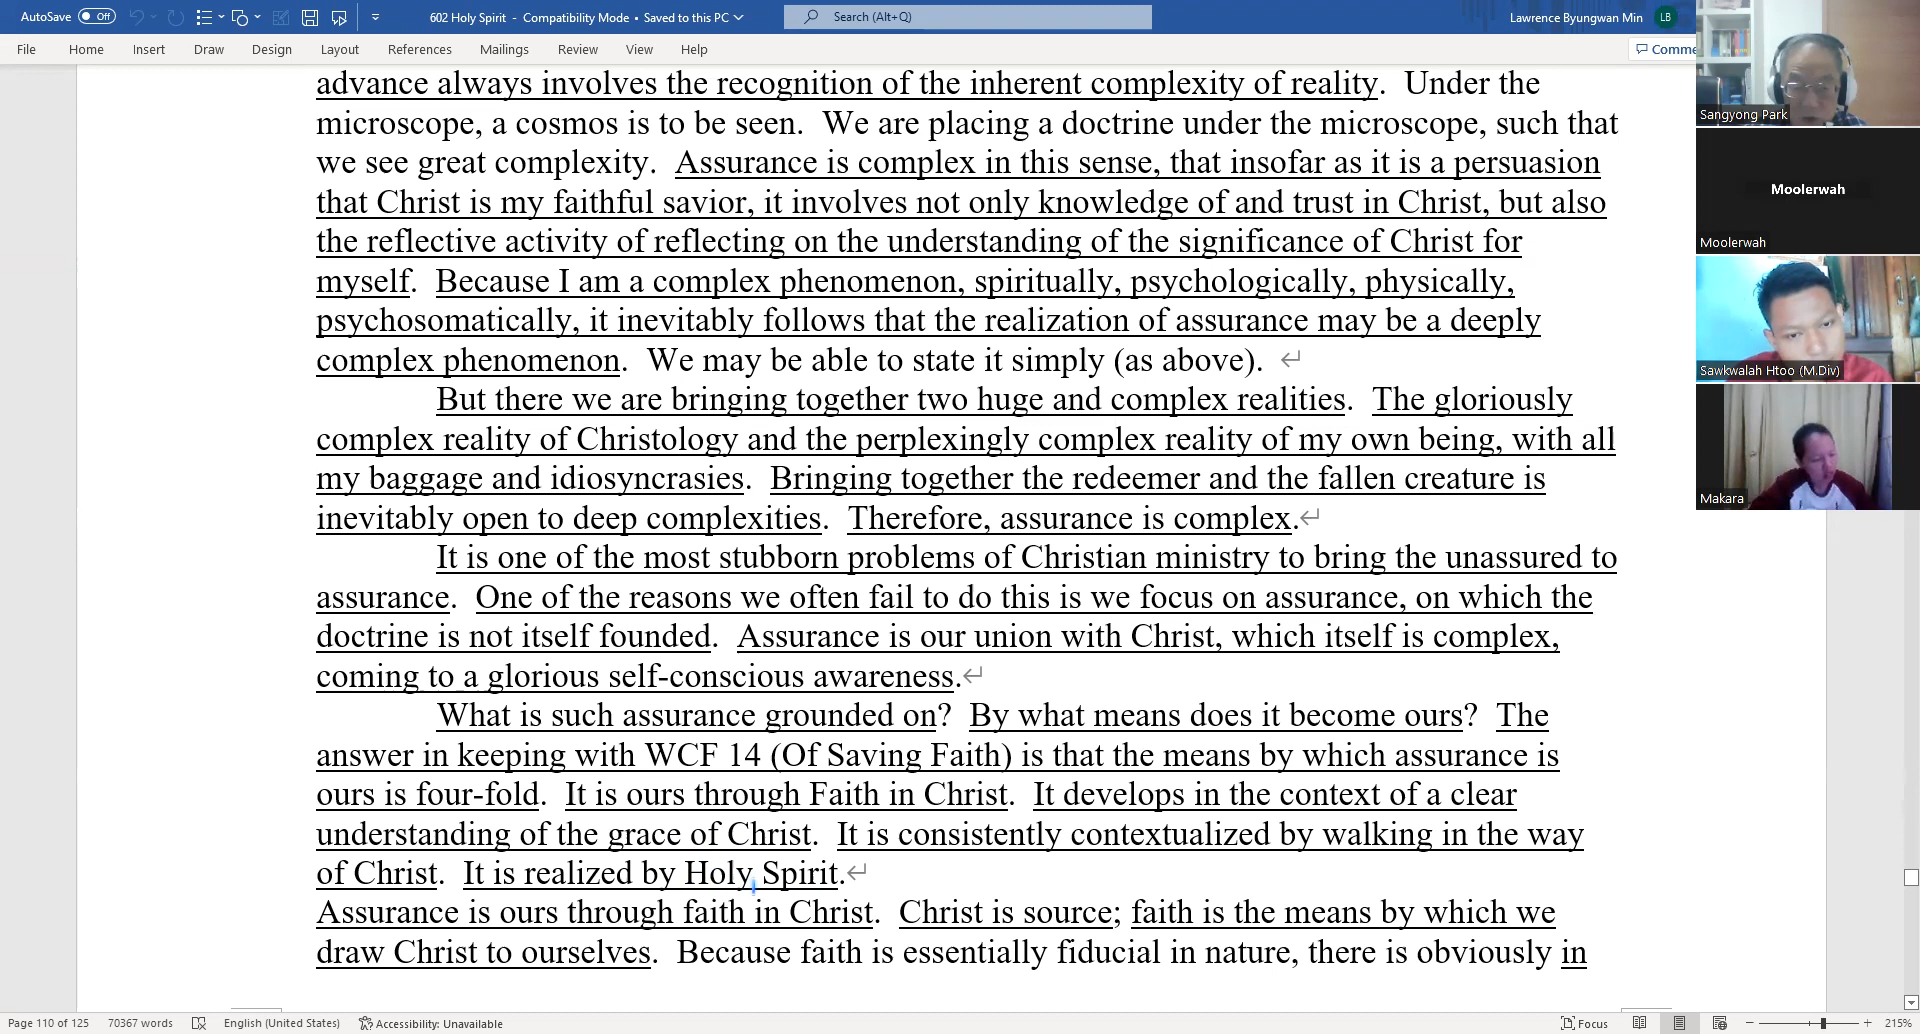 AutoSave Off 602 Holy Spirit - Compatibility Mode • Saved to this PC Search (Alt+Q) Lawrence Byungwan Min LB
File Home Insert Draw Design Layout References Mailings Review View Help
advance always involves the recognition of the inherent complexity of reality. Under the
microscope, a cosmos is to be seen. We are placing a doctrine under the microscope, such that
we see great complexity. Assurance is complex in this sense, that insofar as it is a persuasion
that Christ is my faithful savior, it involves not only knowledge of and trust in Christ, but also
the reflective activity of reflecting on the understanding of the significance of Christ for
myself. Because I am a complex phenomenon, spiritually, psychologically, physically,
psychosomatically, it inevitably follows that the realization of assurance may be a deeply
complex phenomenon. We may be able to state it simply (as above).
But there we are bringing together two huge and complex realities. The gloriously
complex reality of Christology and the perplexingly complex reality of my own being, with all
my baggage and idiosyncrasies. Bringing together the redeemer and the fallen creature is
inevitably open to deep complexities. Therefore, assurance is complex.
It is one of the most stubborn problems of Christian ministry to bring the unassured to
assurance. One of the reasons we often fail to do this is we focus on assurance, on which the
doctrine is not itself founded. Assurance is our union with Christ, which itself is complex,
coming to a glorious self-conscious awareness.
What is such assurance grounded on? By what means does it become ours? The
answer in keeping with WCF 14 (Of Saving Faith) is that the means by which assurance is
ours is four-fold. It is ours through Faith in Christ. It develops in the context of a clear
understanding of the grace of Christ. It is consistently contextualized by walking in the way
of Christ. It is realized by Holy Spirit.
Assurance is ours through faith in Christ. Christ is source; faith is the means by which we
draw Christ to ourselves. Because faith is essentially fiducial in nature, there is obviously in
Page 110 of 125 70367 words English (United States) Accessibility: Unavailable Focus 215%
Comme
Sangyong Park
Moolerwah
Moolerwah
Sawkwalah Htoo (M.Div)
Makara